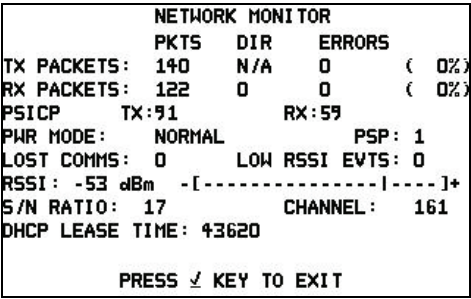 NETWORK MONITOR
PKTS DIR ERRORS
TX PACKETS: 140 N/A 0 ( 0%)
RX PACKETS: 122 0 0 ( 0%)
PSICP TX:91 RX:59
PWR MODE: NORMAL PSP: 1
LOST COMMS: 0 LOW RSSI EVTS: 0
RSSI: -53 dBm -[---------------|----]+
S/N RATIO: 17 CHANNEL: 161
DHCP LEASE TIME: 43620
PRESS √ KEY TO EXIT